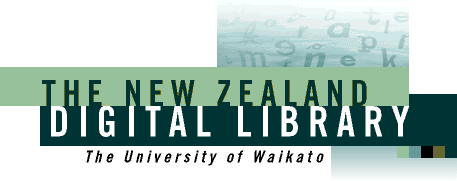 THE NEW ZEALAND
DIGITAL LIBRARY
The University of Waikato